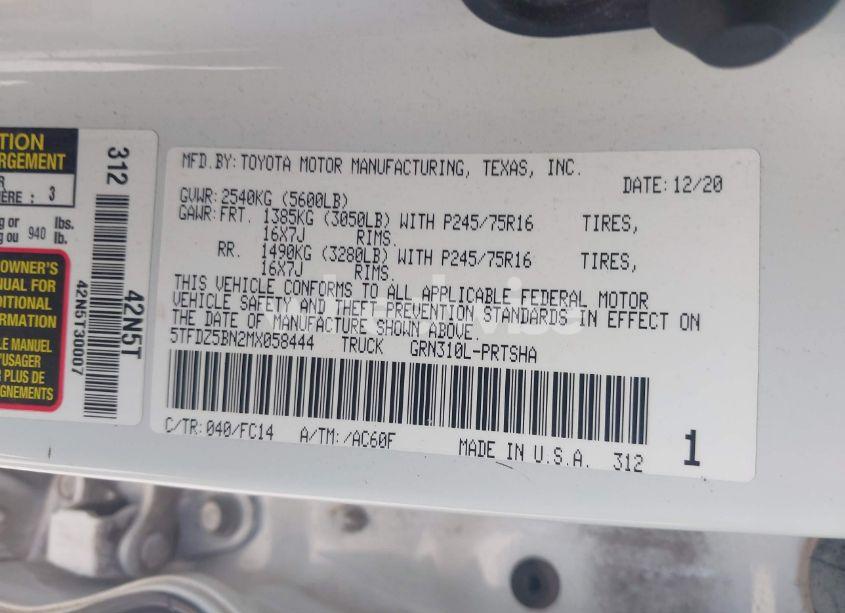 TION
RGEMENT
3
g or 940 lbs.
g ou lb.
OWNER'S
NUAL FOR
DITIONAL
RMATION
LE MANUEL
'USAGER
R PLUS DE
GNEMENTS
312
42N5T
42N5T30007
MFD.BY:TOYOTA MOTOR MANUFACTURING, TEXAS, INC.
DATE:12/20
GVWR:2540KG (5600LB)
GAWR:FRT. 1385KG (3050LB) WITH P245/75R16 TIRES,
16X7J RIMS.
RR. 1490KG (3280LB) WITH P245/75R16 TIRES,
16X7J RIMS.
THIS VEHICLE CONFORMS TO ALL APPLICABLE FEDERAL MOTOR
VEHICLE SAFETY AND THEFT PREVENTION STANDARDS IN EFFECT ON
THE DATE OF MANUFACTURE SHOWN ABOVE.
5TFDZ5BN2MX058444 TRUCK GRN310L-PRTSHA
C/TR:040/FC14 A/TM:/AC60F MADE IN U.S.A. 312 1